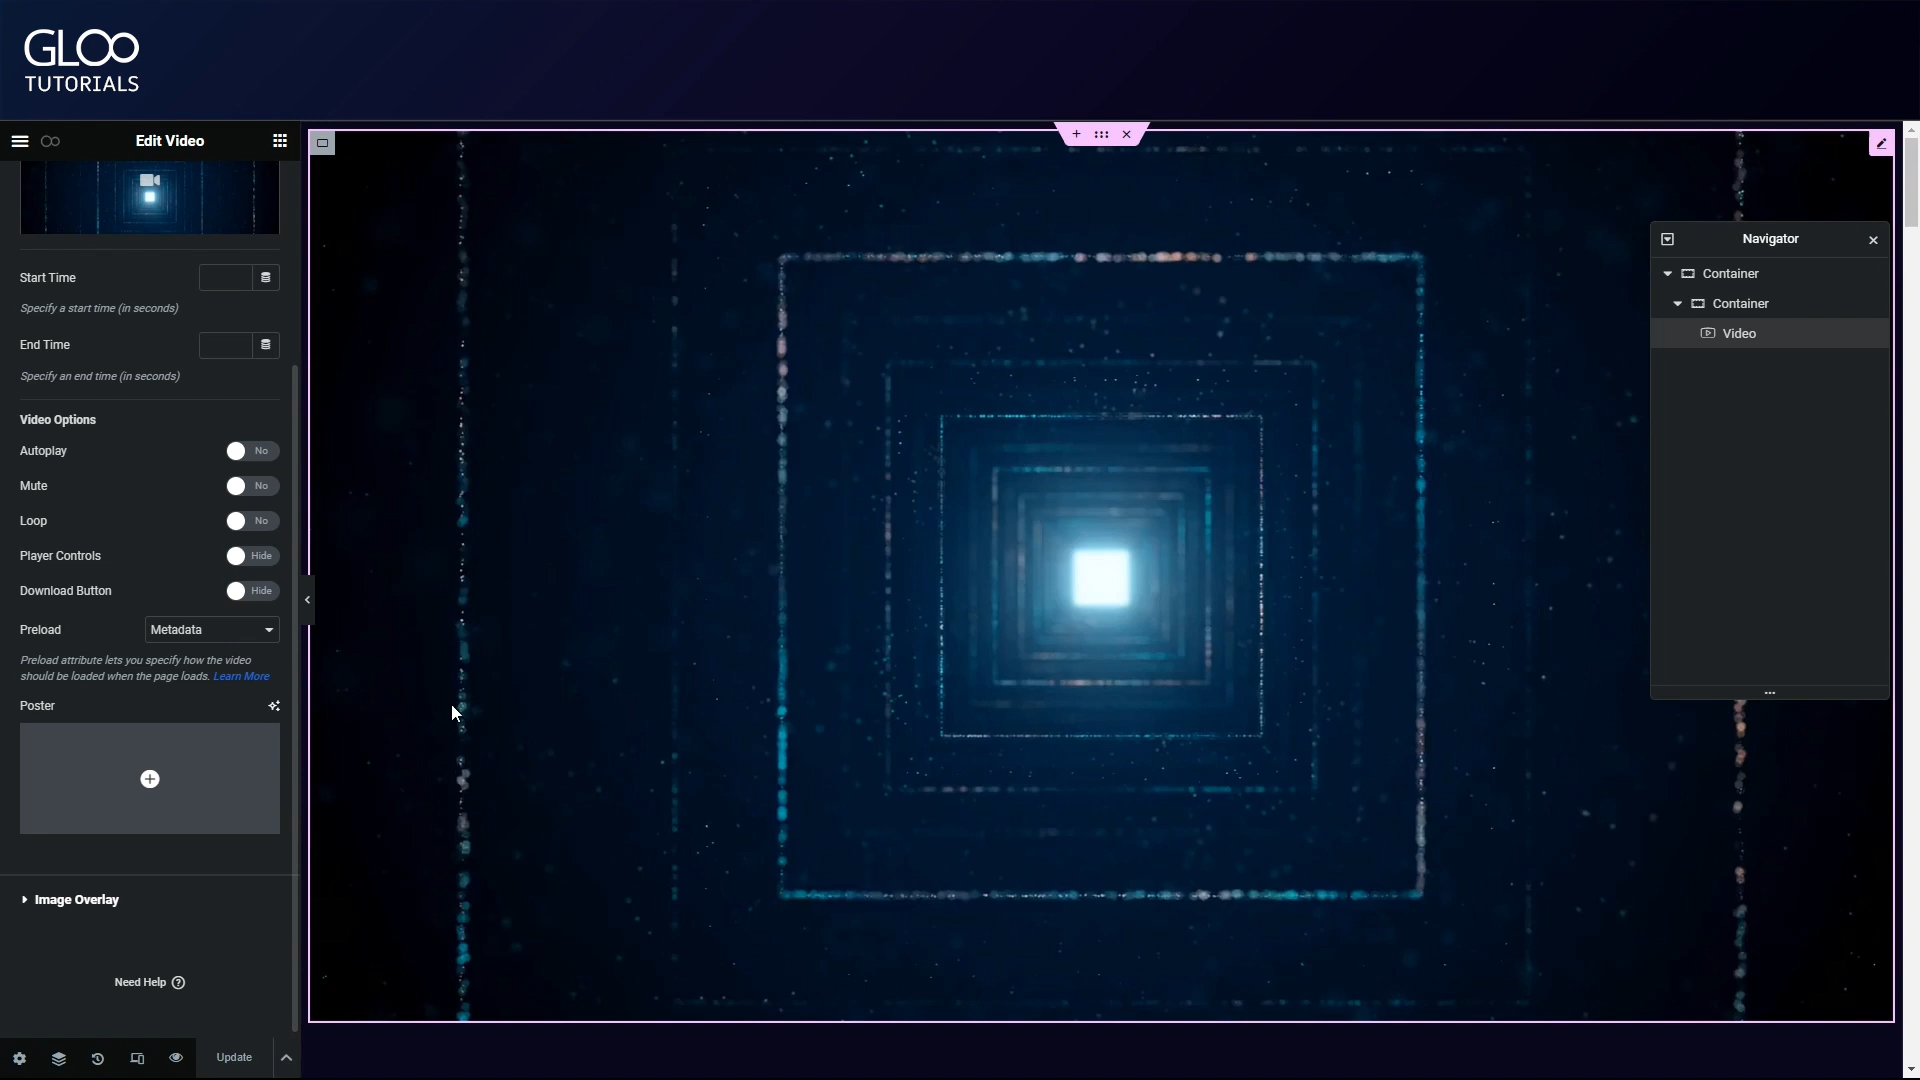 GLOO
TUTORIALS
Edit Video
Start Time
Specify a start time (in seconds)
End Time
Specify an end time (in seconds)
Video Options
Autoplay No
Mute No
Loop No
Player Controls Hide
Download Button Hide
Preload Metadata
Preload attribute lets you specify how the video
should be loaded when the page loads. Learn More
Poster
Image Overlay
Need Help
Update
Navigator
Container
Container
Video